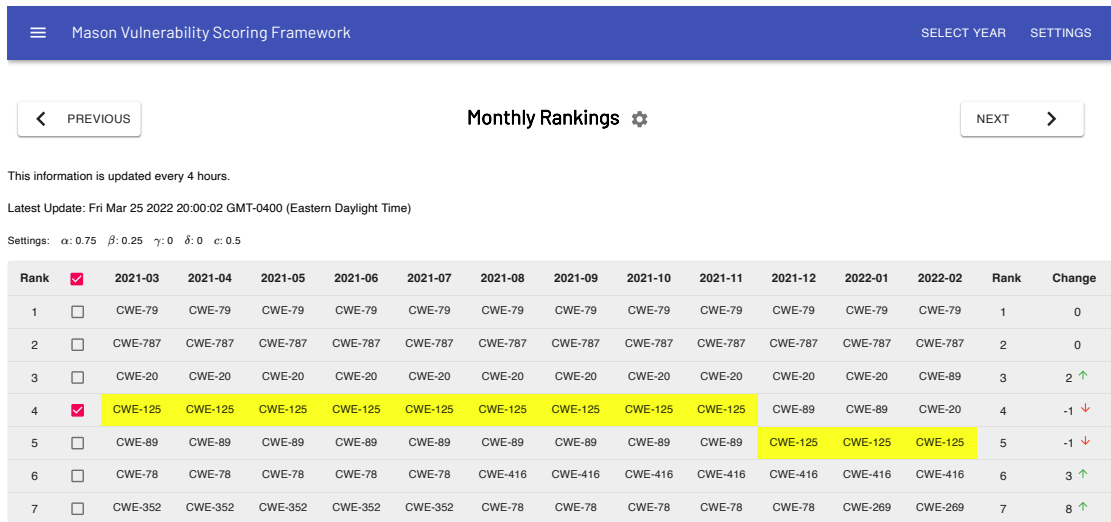 Mason Vulnerability Scoring Framework SELECT YEAR SETTINGS
PREVIOUS Monthly Rankings NEXT
This information is updated every 4 hours.
Latest Update: Fri Mar 25 2022 20:00:02 GMT-0400 (Eastern Daylight Time)
Settings: α: 0.75 β: 0.25 γ: 0 δ: 0 c: 0.5
Rank 2021-03 2021-04 2021-05 2021-06 2021-07 2021-08 2021-09 2021-10 2021-11 2021-12 2022-01 2022-02 Rank Change
1 CWE-79 CWE-79 CWE-79 CWE-79 CWE-79 CWE-79 CWE-79 CWE-79 CWE-79 CWE-79 CWE-79 CWE-79 1 0
2 CWE-787 CWE-787 CWE-787 CWE-787 CWE-787 CWE-787 CWE-787 CWE-787 CWE-787 CWE-787 CWE-787 CWE-787 2 0
3 CWE-20 CWE-20 CWE-20 CWE-20 CWE-20 CWE-20 CWE-20 CWE-20 CWE-20 CWE-20 CWE-20 CWE-89 3 2 ↑
4 CWE-125 CWE-125 CWE-125 CWE-125 CWE-125 CWE-125 CWE-125 CWE-125 CWE-125 CWE-89 CWE-89 CWE-20 4 -1 ↓
5 CWE-89 CWE-89 CWE-89 CWE-89 CWE-89 CWE-89 CWE-89 CWE-89 CWE-89 CWE-125 CWE-125 CWE-125 5 -1 ↓
6 CWE-78 CWE-78 CWE-78 CWE-78 CWE-78 CWE-416 CWE-416 CWE-416 CWE-416 CWE-416 CWE-416 CWE-416 6 3 ↑
7 CWE-352 CWE-352 CWE-352 CWE-352 CWE-352 CWE-78 CWE-78 CWE-78 CWE-78 CWE-78 CWE-269 CWE-269 7 8 ↑